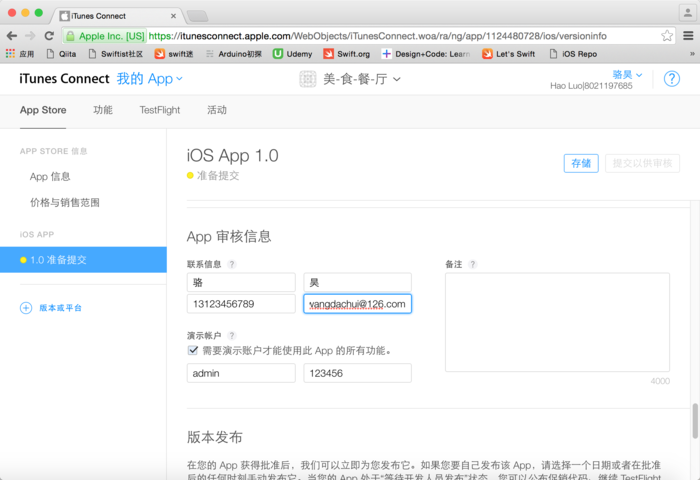 iTunes Connect
Apple Inc. [US] https://itunesconnect.apple.com/WebObjects/iTunesConnect.woa/ra/ng/app/1124480728/ios/versioninfo
应用 Qiita Swiftist社区 swift迷 Arduino初探 Udemy Swift.org Design+Code: Learn Let's Swift iOS Repo
iTunes Connect 我的 App 美-食-餐-厅 骆昊
Hao Luo|8021197685 ?
App Store 功能 TestFlight 活动
APP STORE 信息
App 信息
价格与销售范围
iOS APP
1.0 准备提交
版本或平台
iOS App 1.0
准备提交
存储 提交以供审核
App 审核信息
联系信息 ? 备注 ?
骆 昊
13123456789 yangdachui@126.com
演示帐户 ?
需要演示账户才能使用此 App 的所有功能。
admin 123456
4000
版本发布
在您的 App 获得批准后，我们可以立即为您发布它。如果您要自己发布该 App，请选择一个日期或者在批准
后的任何时刻手动发布它。当您的 App 处于“等待开发人员发布”状态，您可以公布促销代码，继续 TestFlight